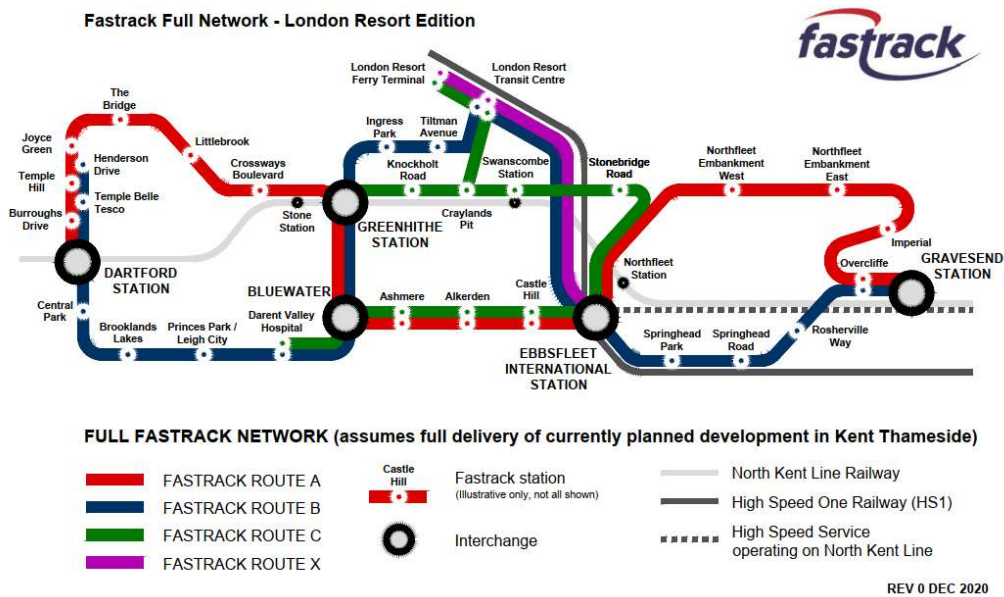 Fastrack Full Network - London Resort Edition
fastrack
London Resort
Ferry Terminal
London Resort
Transit Centre
The
Bridge
Joyce
Green
Littlebrook
Henderson
Drive
Temple
Hill
Temple Belle
Tesco
Burroughs
Drive
Crossways
Boulevard
Ingress
Park
Tiltman
Avenue
Knockholt
Road
Swanscombe
Station
Stonebridge
Road
Northfleet
Embankment
West
Northfleet
Embankment
East
Stone
Station
GREENHITHE
STATION
Craylands
Pit
Imperial
DARTFORD
STATION
Northfleet
Station
Overcliffe
GRAVESEND
STATION
BLUEWATER
Central
Park
Brooklands
Lakes
Princes Park /
Leigh City
Darent Valley
Hospital
Ashmere
Alkerden
Castle
Hill
EBBSFLEET
INTERNATIONAL
STATION
Springhead
Park
Springhead
Road
Rosherville
Way
FULL FASTRACK NETWORK (assumes full delivery of currently planned development in Kent Thameside)
FASTRACK ROUTE A
FASTRACK ROUTE B
FASTRACK ROUTE C
FASTRACK ROUTE X
Castle
Hill
Fastrack station
(Illustrative only, not all shown)
Interchange
North Kent Line Railway
High Speed One Railway (HS1)
High Speed Service
operating on North Kent Line
REV 0 DEC 2020